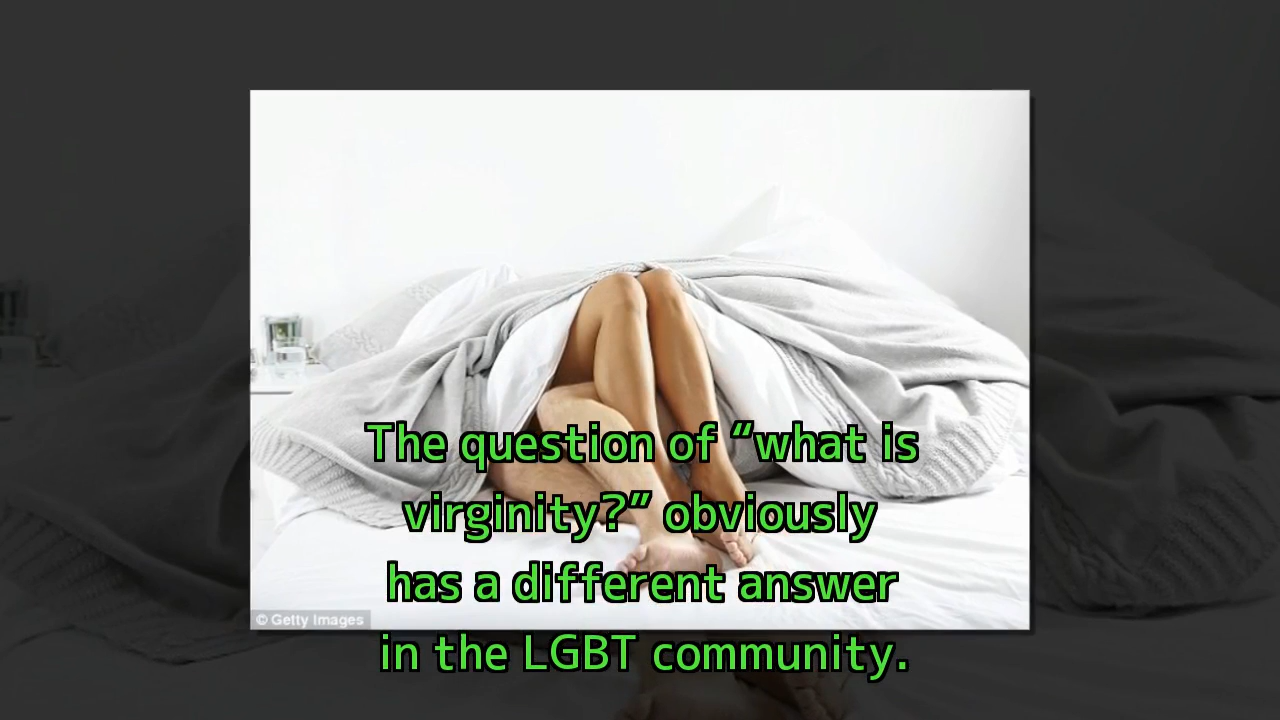 The question of “what is
virginity?” obviously
has a different answer
in the LGBT community.
© Getty Images